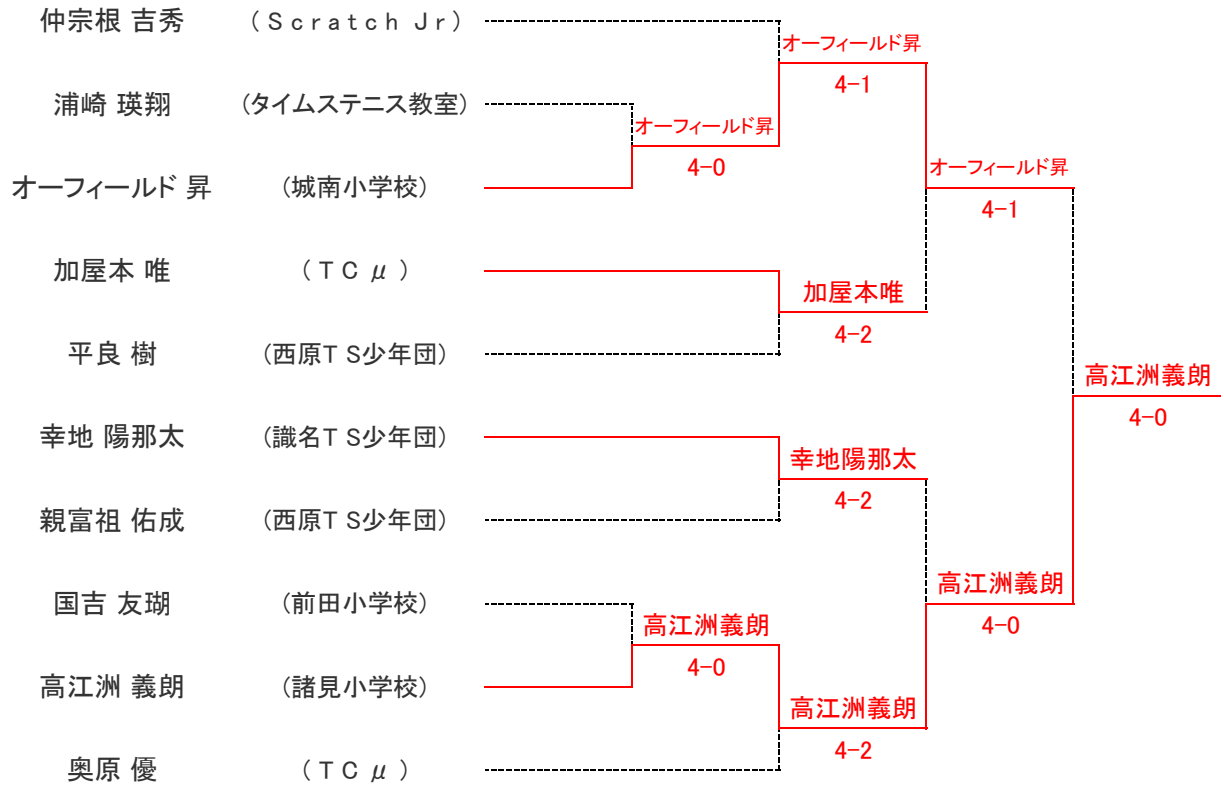 仲宗根 吉秀 （Ｓｃｒａｔｃｈ Ｊｒ）
オーフィールド昇
4-1
浦崎 瑛翔 (タイムステニス教室)
オーフィールド昇
4-0
オーフィールド 昇 (城南小学校)
オーフィールド昇
4-1
加屋本 唯 （ＴＣμ）
加屋本唯
4-2
平良 樹 (西原ＴＳ少年団)
高江洲義朗
4-0
幸地 陽那太 (識名ＴＳ少年団)
幸地陽那太
4-2
親富祖 佑成 (西原ＴＳ少年団)
高江洲義朗
4-0
国吉 友瑚 (前田小学校)
高江洲義朗
4-0
高江洲 義朗 (諸見小学校)
高江洲義朗
4-2
奥原 優 （ＴＣμ）